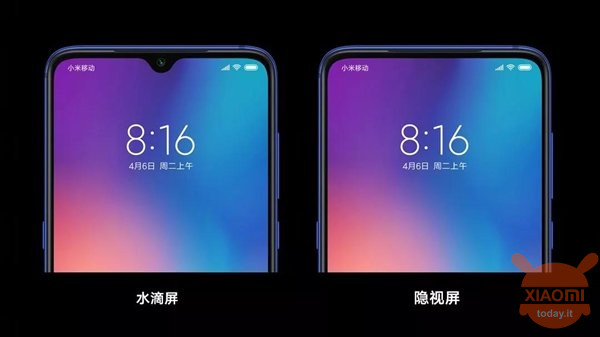 小米移动
8:16
4月6日 周二上午
水滴屏
小米移动
8:16
4月6日 周二上午
隐视屏
XIAOMI
today.it